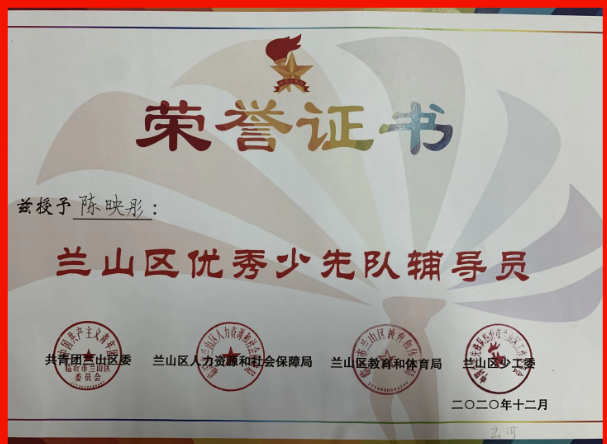 荣誉证书
兹授予 陈映彤：
兰山区优秀少先队辅导员
共青团兰山区委 兰山区人力资源和社会保障局 兰山区教育和体育局 兰山区少工委
二〇二〇年十二月